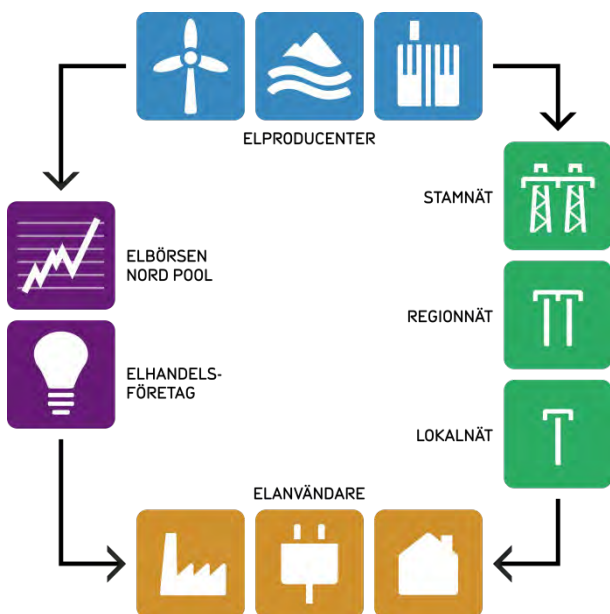 ELPRODUCENTER
STAMNÄT
ELBÖRSEN
NORD POOL
REGIONNÄT
ELHANDELS-
FÖRETAG
LOKALNÄT
ELANVÄNDARE